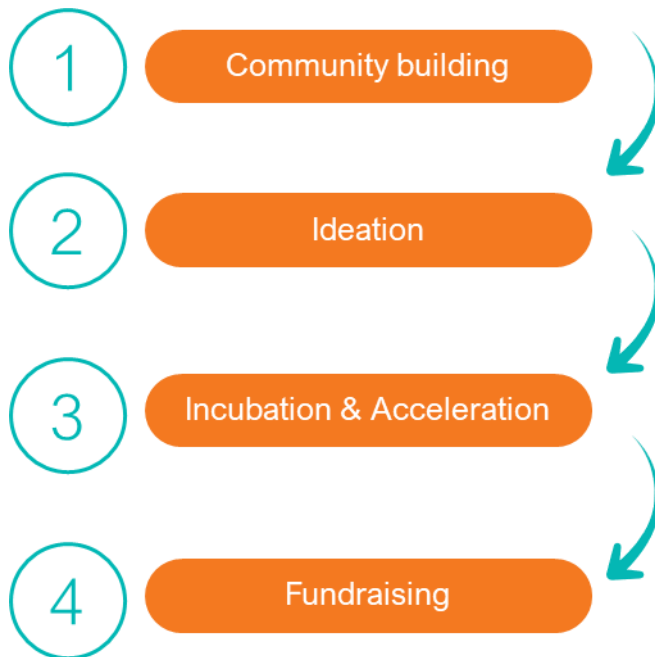 1
Community building
2
Ideation
3
Incubation & Acceleration
4
Fundraising